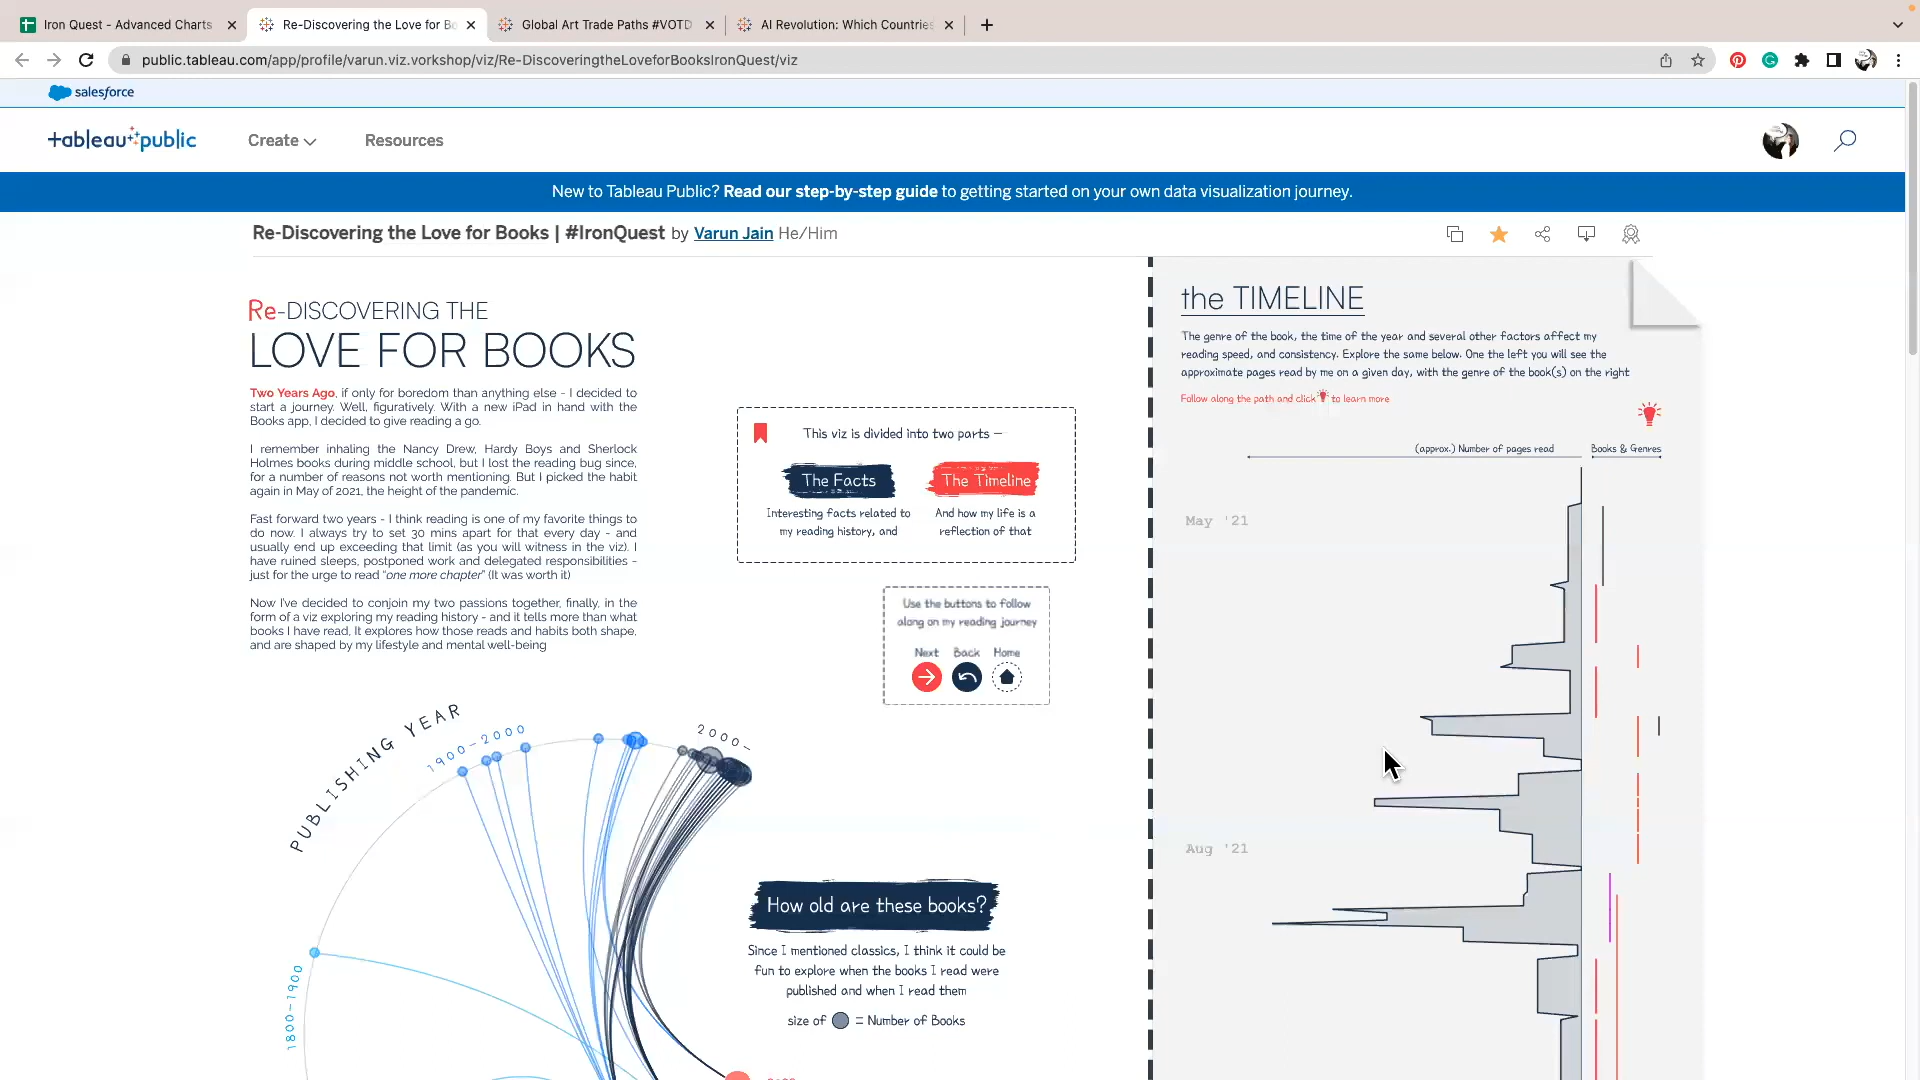 Iron Quest - Advanced Charts
Re-Discovering the Love for Bo
Global Art Trade Paths #VOTD
AI Revolution: Which Countries
public.tableau.com/app/profile/varun.viz.vorkshop/viz/Re-DiscoveringtheLoveforBooksIronQuest/viz
salesforce
tableau public
Create
Resources
New to Tableau Public? Read our step-by-step guide to getting started on your own data visualization journey.
Re-Discovering the Love for Books | #IronQuest by Varun Jain He/Him
Re-DISCOVERING THE
LOVE FOR BOOKS
Two Years Ago, if only for boredom than anything else - I decided to
start a journey. Well, figuratively. With a new iPad in hand with the
Books app, I decided to give reading a go.
I remember inhaling the Nancy Drew, Hardy Boys and Sherlock
Holmes books during middle school, but I lost the reading bug since,
for a number of reasons not worth mentioning. But I picked the habit
again in May of 2021, the height of the pandemic.
Fast forward two years - I think reading is one of my favorite things to
do now. I always try to set 30 mins apart for that every day - and
usually end up exceeding that limit (as you will witness in the viz). I
have ruined sleeps, postponed work and delegated responsibilities -
just for the urge to read "one more chapter" (It was worth it)
Now I've decided to conjoin my two passions together, finally, in the
form of a viz exploring my reading history - and it tells more than what
books I have read, It explores how those reads and habits both shape,
and are shaped by my lifestyle and mental well-being
This viz is divided into two parts –
The Facts
The Timeline
Interesting facts related to
my reading history, and
And how my life is a
reflection of that
Use the buttons to follow
along on my reading journey
Next Back Home
PUBLISHING YEAR
1900-2000
2000-
1800-1900
How old are these books?
Since I mentioned classics, I think it could be
fun to explore when the books I read were
published and when I read them
size of = Number of Books
the TIMELINE
The genre of the book, the time of the year and several other factors affect my
reading speed, and consistency. Explore the same below. One the left you will see the
approximate pages read by me on a given day, with the genre of the book(s) on the right
Follow along the path and click to learn more
(approx.) Number of pages read
Books & Genres
May '21
Aug '21